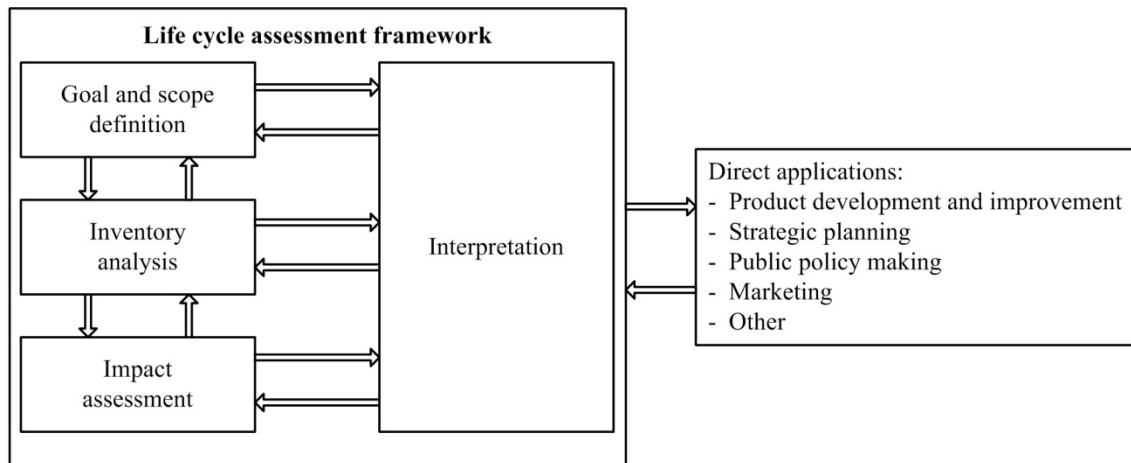 Life cycle assessment framework
Goal and scope
definition
Inventory
analysis
Impact
assessment
Interpretation
Direct applications:
- Product development and improvement
- Strategic planning
- Public policy making
- Marketing
- Other